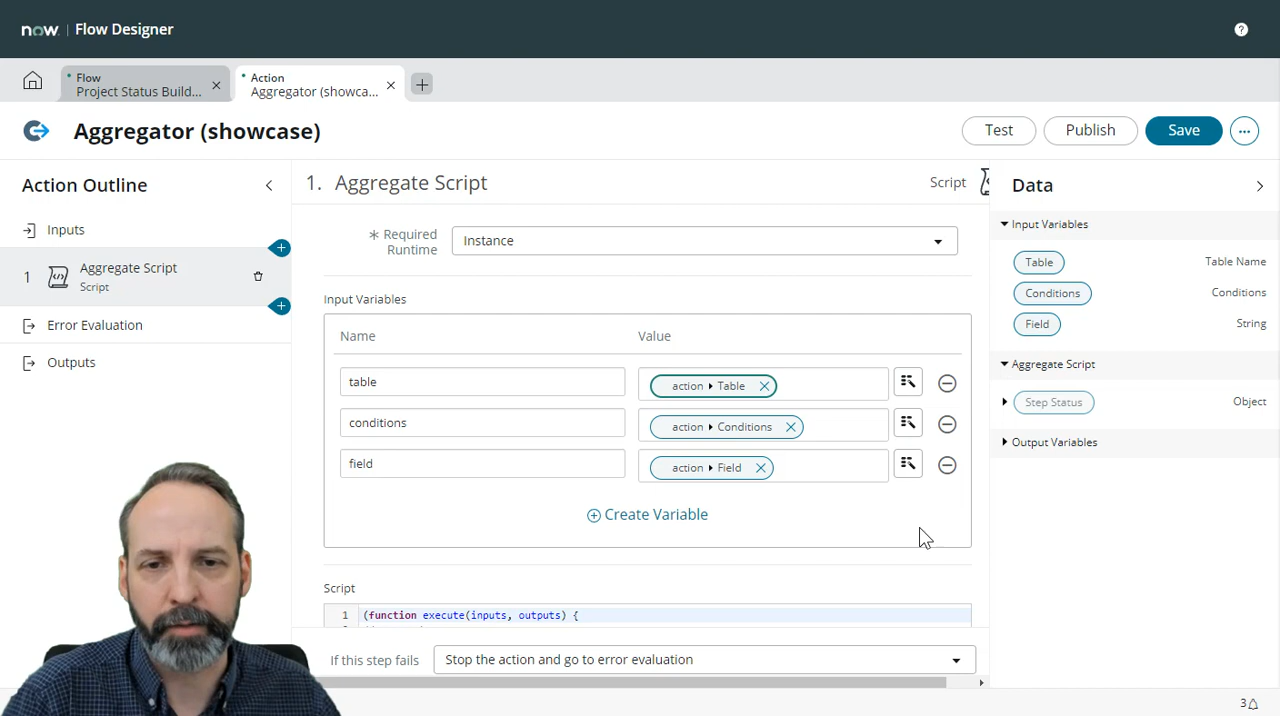 now. | Flow Designer
Flow
Project Status Build...
Action
Aggregator (showca...
Aggregator (showcase)
Test
Publish
Save
Action Outline
Inputs
1
Aggregate Script
Script
Error Evaluation
Outputs
1. Aggregate Script
Script
* Required Runtime
Instance
Input Variables
Name Value
table action Table
conditions action Conditions
field action Field
Create Variable
Script
1 (function execute(inputs, outputs) {
If this step fails Stop the action and go to error evaluation
Data
Input Variables
Table Table Name
Conditions Conditions
Field String
Aggregate Script
Step Status Object
Output Variables
3